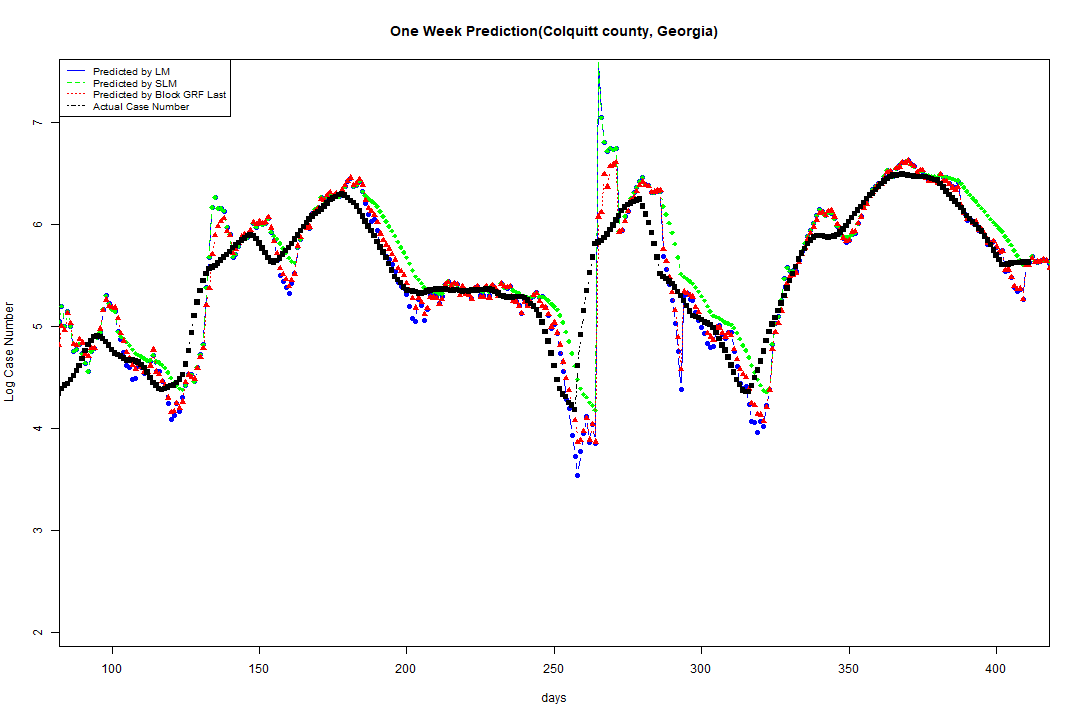 One Week Prediction(Colquitt county, Georgia)
Predicted by LM
Predicted by SLM
Predicted by Block GRF Last
Actual Case Number
7
6
5
4
3
2
Log Case Number
100 150 200 250 300 350 400
days